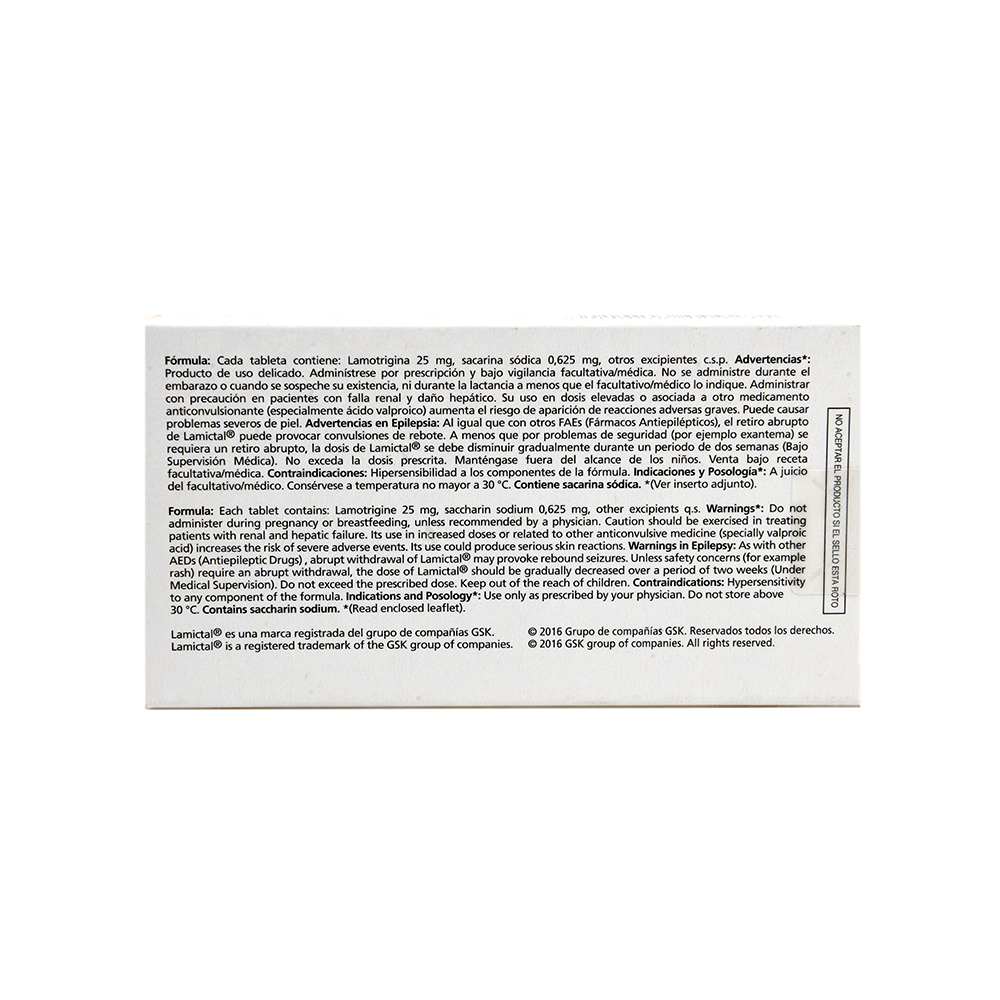 Fórmula: Cada tableta contiene: Lamotrigina 25 mg, sacarina sódica 0,625 mg, otros excipientes c.s.p. Advertencias*:
Producto de uso delicado. Adminístrese por prescripción y bajo vigilancia facultativa/médica. No se administre durante el
embarazo o cuando se sospeche su existencia, ni durante la lactancia a menos que el facultativo/médico lo indique. Administrar
con precaución en pacientes con falla renal y daño hepático. Su uso en dosis elevadas o asociada a otro medicamento
anticonvulsionante (especialmente ácido valproico) aumenta el riesgo de aparición de reacciones adversas graves. Puede causar
problemas severos de piel. Advertencias en Epilepsia: Al igual que con otros FAEs (Fármacos Antiepilépticos), el retiro abrupto
de Lamictal® puede provocar convulsiones de rebote. A menos que por problemas de seguridad (por ejemplo exantema) se
requiera un retiro abrupto, la dosis de Lamictal® se debe disminuir gradualmente durante un periodo de dos semanas (Bajo
Supervisión Médica). No exceda la dosis prescrita. Manténgase fuera del alcance de los niños. Venta bajo receta
facultativa/médica. Contraindicaciones: Hipersensibilidad a los componentes de la fórmula. Indicaciones y Posología*: A juicio
del facultativo/médico. Consérvese a temperatura no mayor a 30 °C. Contiene sacarina sódica. *(Ver inserto adjunto).
Formula: Each tablet contains: Lamotrigine 25 mg, saccharin sodium 0,625 mg, other excipients q.s. Warnings*: Do not
administer during pregnancy or breastfeeding, unless recommended by a physician. Caution should be exercised in treating
patients with renal and hepatic failure. Its use in increased doses or related to other anticonvulsive medicine (specially valproic
acid) increases the risk of severe adverse events. Its use could produce serious skin reactions. Warnings in Epilepsy: As with other
AEDs (Antiepileptic Drugs) , abrupt withdrawal of Lamictal® may provoke rebound seizures. Unless safety concerns (for example
rash) require an abrupt withdrawal, the dose of Lamictal® should be gradually decreased over a period of two weeks (Under
Medical Supervision). Do not exceed the prescribed dose. Keep out of the reach of children. Contraindications: Hypersensitivity
to any component of the formula. Indications and Posology*: Use only as prescribed by your physician. Do not store above
30 °C. Contains saccharin sodium. *(Read enclosed leaflet).
Lamictal® es una marca registrada del grupo de compañías GSK. © 2016 Grupo de compañías GSK. Reservados todos los derechos.
Lamictal® is a registered trademark of the GSK group of companies. © 2016 GSK group of companies. All rights reserved.
NO ACEPTAR EL PRODUCTO SI EL SELLO ESTA ROTO